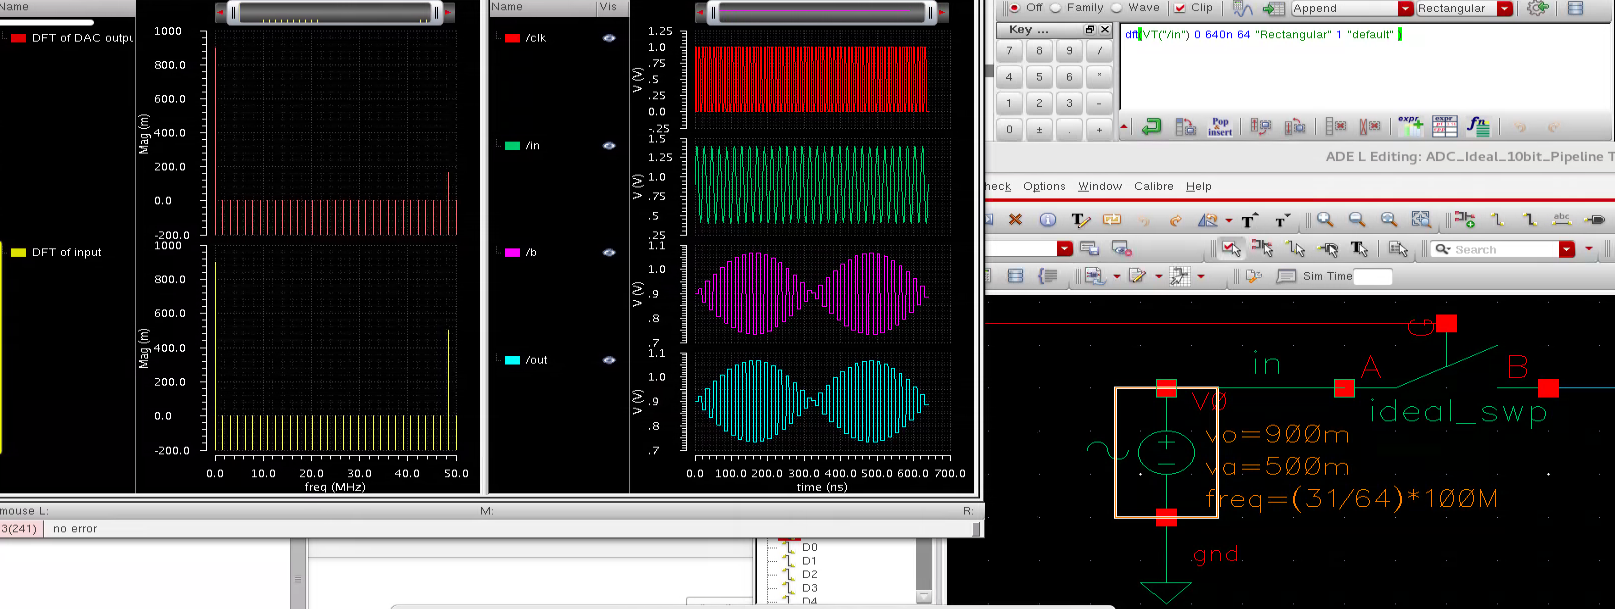 Name
DFT of DAC outpu
DFT of input
1000
800.0
600.0
400.0
200.0
0.0
-200.0
Mag (m)
1000
800.0
600.0
400.0
200.0
0.0
-200.0
Mag (m)
0.0 10.0 20.0 30.0 40.0 50.0
freq (MHz)
Name Vis
/clk
/in
/b
/out
1.25
1.0
.75
.5
.25
0.0
-.25
(V)
1.5
1.25
1.0
.75
.5
.25
(V)
1.1
1.0
.9
.8
.7
(V)
1.1
1.0
.9
.8
.7
(V)
0.0 100.0 200.0 300.0 400.0 500.0 600.0 700.0
time (ns)
mouse L: M: R:
3(241) no error
D0
D1
D2
D3
D4
Off Family Wave Clip Append Rectangular
Key ...
7 8 9 /
4 5 6 *
1 2 3 -
0 ± . +
dft(VT("/in") 0 640n 64 "Rectangular" 1 "default" )
Pop
insert
expr
expr
fn
ADE L Editing: ADC_Ideal_10bit_Pipeline T
heck Options Window Calibre Help
T T T
abc
T
Search
Sim Time
G
in
A
B
V0
ideal_swp
vo=900m
va=500m
freq=(31/64)*100M
gnd